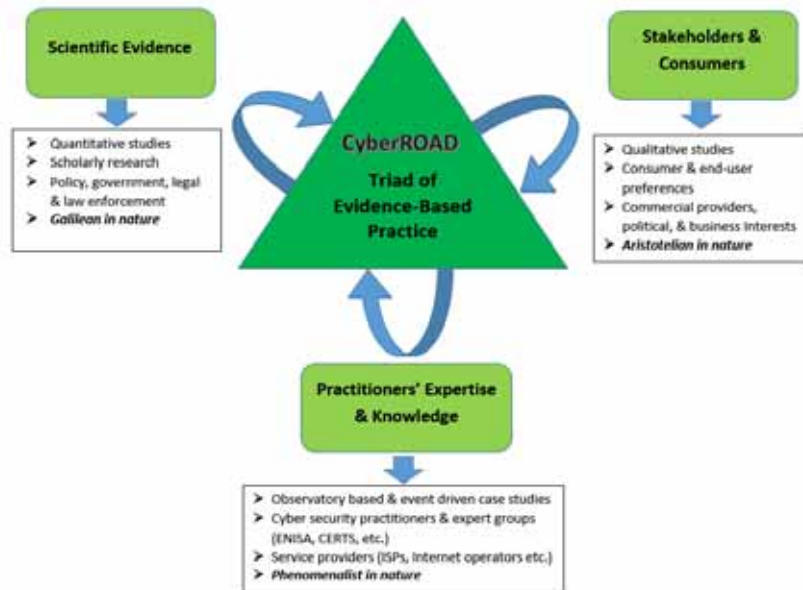 Scientific Evidence
➤ Quantitative studies
➤ Scholarly research
➤ Policy, government, legal
& law enforcement
➤ Galilean in nature
CyberROAD
Triad of
Evidence-Based
Practice
Stakeholders &
Consumers
➤ Qualitative studies
➤ Consumer & end-user
preferences
➤ Commercial providers,
political, & business Interests
➤ Aristotelian in nature
Practitioners' Expertise
& Knowledge
➤ Observatory based & event driven case studies
➤ Cyber security practitioners & expert groups
(ENISA, CERTS, etc.)
➤ Service providers (ISPs, Internet operators etc.)
➤ Phenomenalist in nature